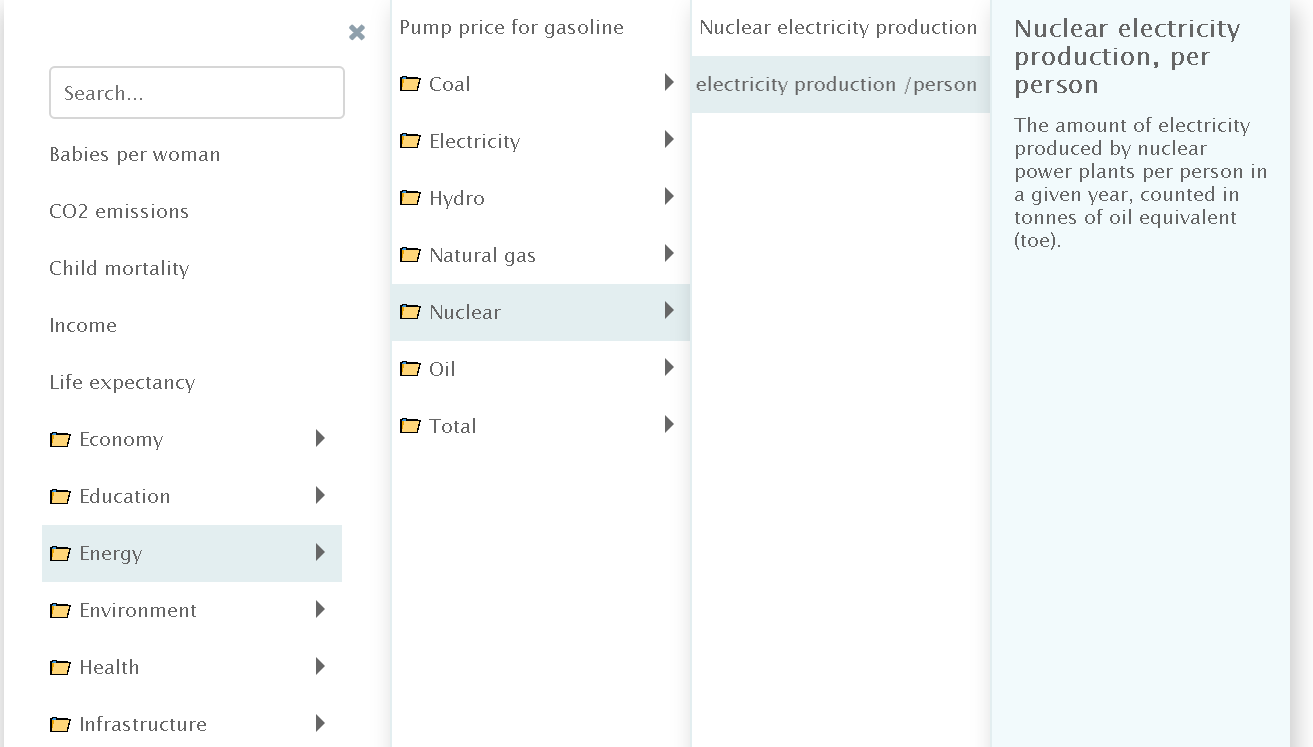 Search...
Babies per woman
CO2 emissions
Child mortality
Income
Life expectancy
Economy
Education
Energy
Environment
Health
Infrastructure
Pump price for gasoline
Coal
Electricity
Hydro
Natural gas
Nuclear
Oil
Total
Nuclear electricity production
electricity production /person
Nuclear electricity
production, per
person
The amount of electricity
produced by nuclear
power plants per person in
a given year, counted in
tonnes of oil equivalent
(toe).